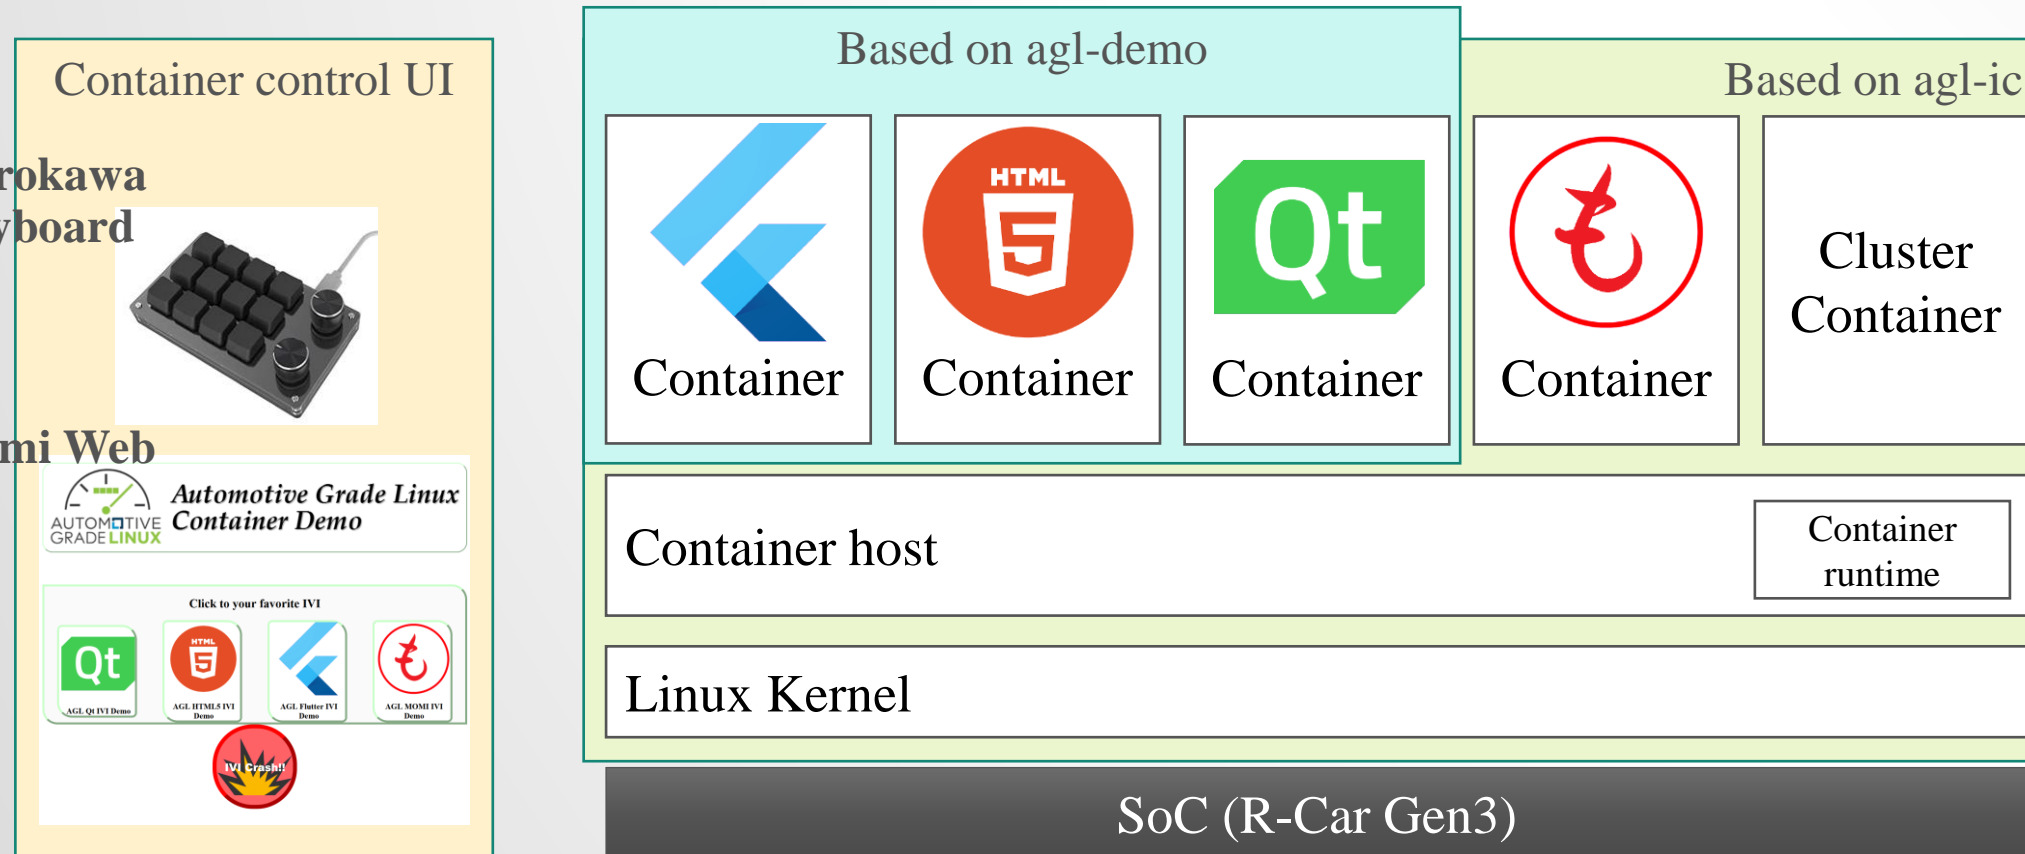 Container control UI
rokawa
yboard
mi Web
AUTOMOTIVE
GRADE LINUX
Automotive Grade Linux
Container Demo
Click to your favorite IVI
Qt
HTML
5
AGL Qt IVI Demo
AGL HTML5 IVI
Demo
AGL Flutter IVI
Demo
AGL MOMI IVI
Demo
IVI Crash!!
Based on agl-demo
Based on agl-ic
Container
HTML
5
Container
Qt
Container
も
Container
Cluster
Container
Container host
Container
runtime
Linux Kernel
SoC (R-Car Gen3)